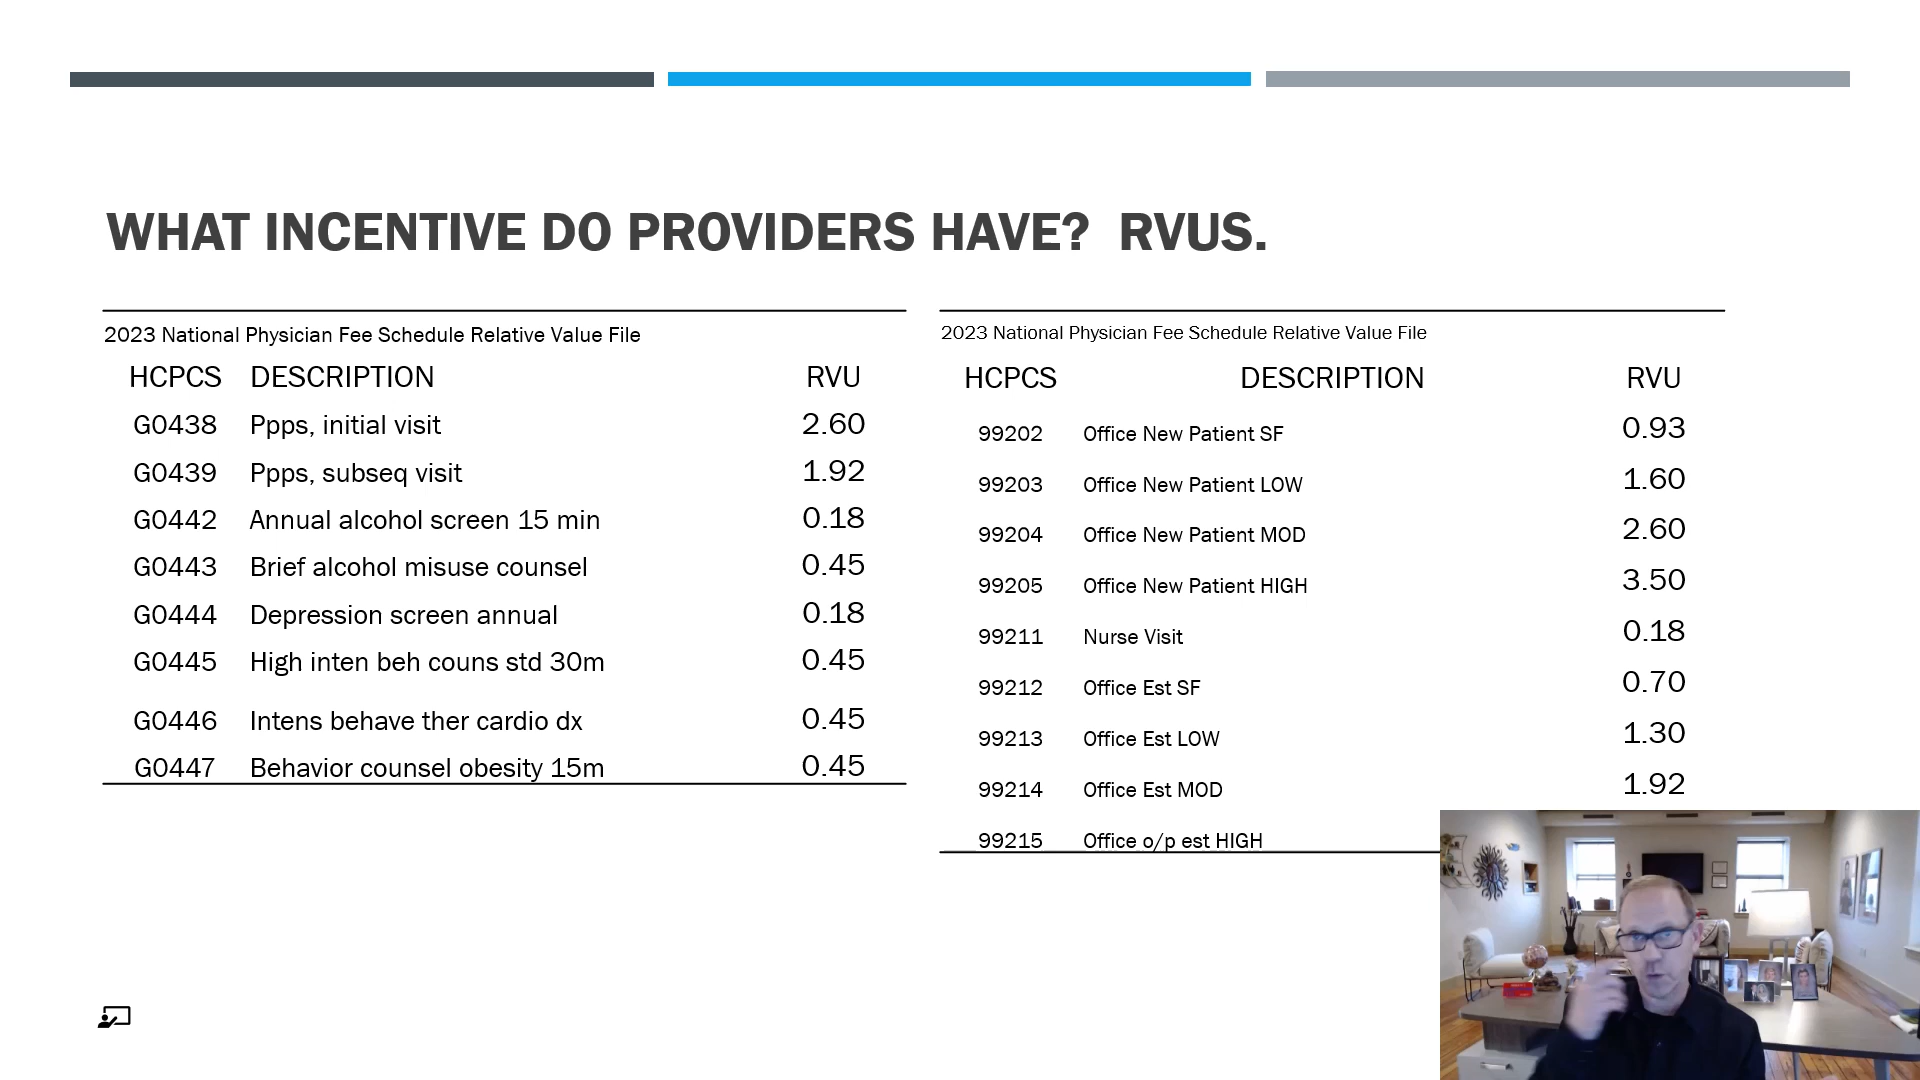 WHAT INCENTIVE DO PROVIDERS HAVE?  RVUS.
2023 National Physician Fee Schedule Relative Value File
HCPCS DESCRIPTION RVU
G0438 Ppps, initial visit 2.60
G0439 Ppps, subseq visit 1.92
G0442 Annual alcohol screen 15 min 0.18
G0443 Brief alcohol misuse counsel 0.45
G0444 Depression screen annual 0.18
G0445 High inten beh couns std 30m 0.45
G0446 Intens behave ther cardio dx 0.45
G0447 Behavior counsel obesity 15m 0.45
2023 National Physician Fee Schedule Relative Value File
HCPCS DESCRIPTION RVU
99202 Office New Patient SF 0.93
99203 Office New Patient LOW 1.60
99204 Office New Patient MOD 2.60
99205 Office New Patient HIGH 3.50
99211 Nurse Visit 0.18
99212 Office Est SF 0.70
99213 Office Est LOW 1.30
99214 Office Est MOD 1.92
99215 Office o/p est HIGH